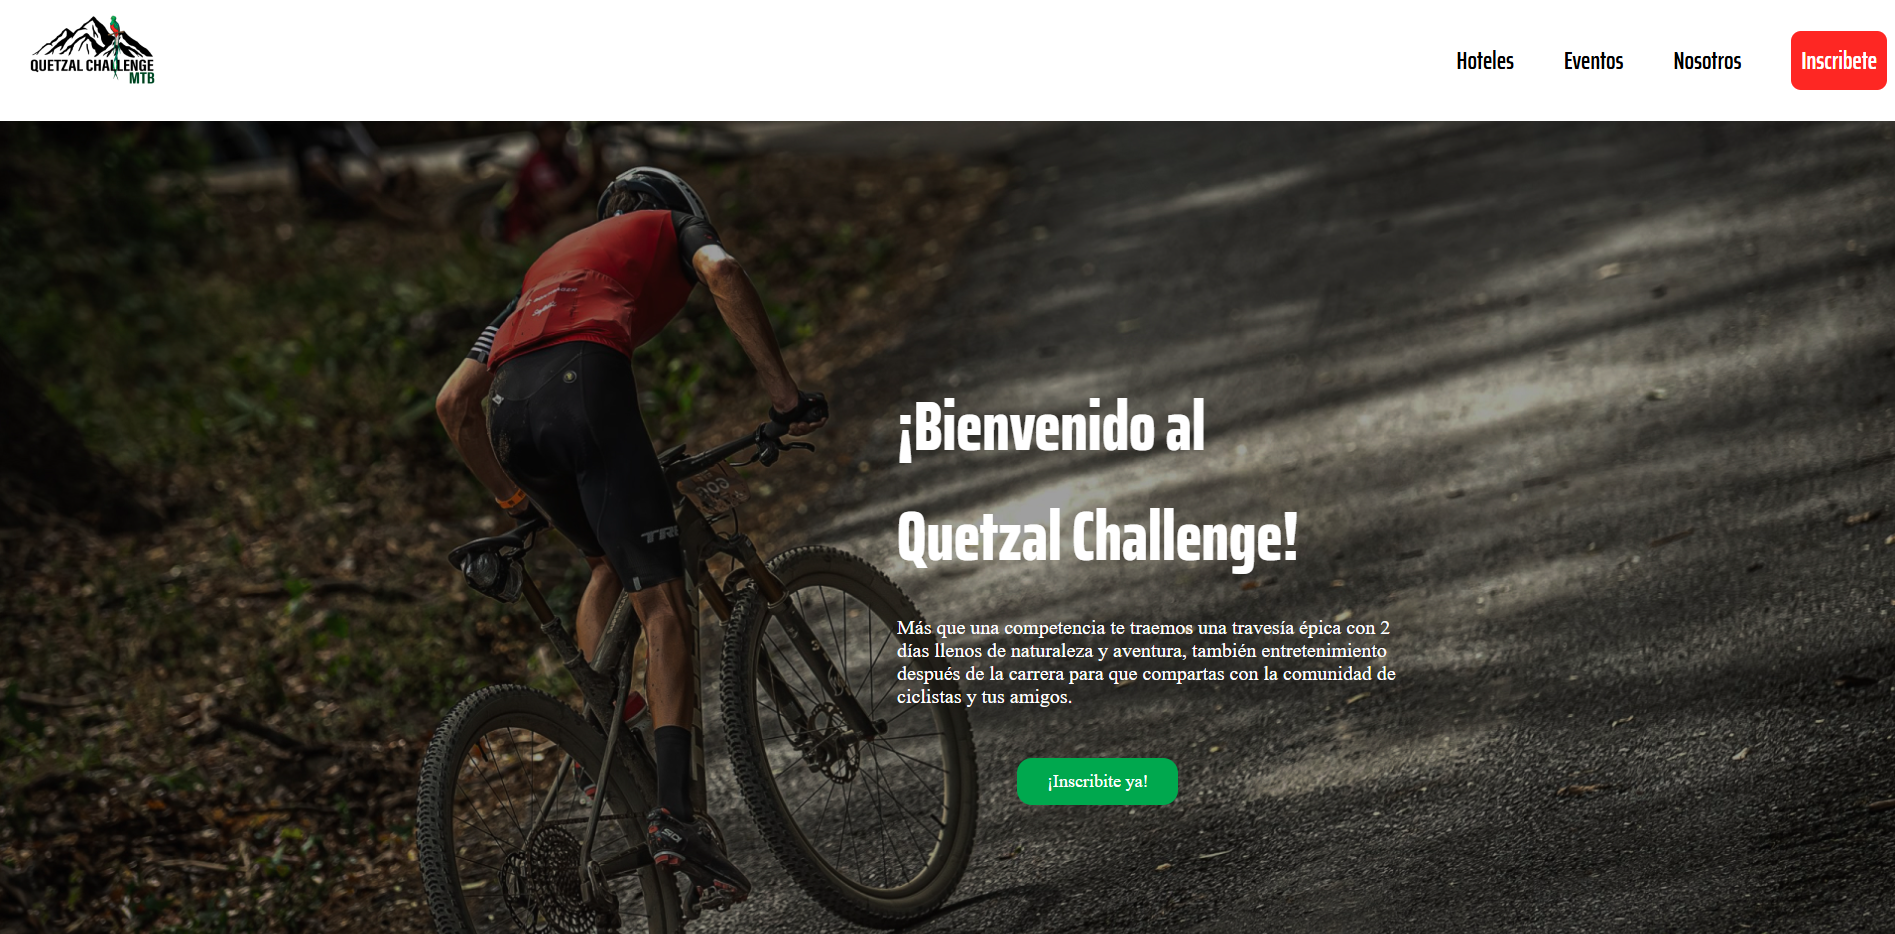 QUETZAL CHALLENGE
MTB
Hoteles
Eventos
Nosotros
Inscribete
¡Bienvenido al
Quetzal Challenge!
Más que una competencia te traemos una travesía épica con 2
días llenos de naturaleza y aventura, también entretenimiento
después de la carrera para que compartas con la comunidad de
ciclistas y tus amigos.
¡Inscribite ya!